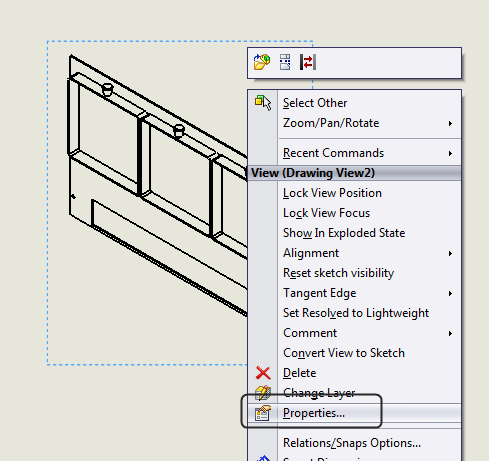 Select Other
Zoom/Pan/Rotate
Recent Commands
View (Drawing View2)
Lock View Position
Lock View Focus
Show In Exploded State
Alignment
Reset sketch visibility
Tangent Edge
Set Resolved to Lightweight
Comment
Convert View to Sketch
Delete
Change Layer
Properties...
Relations/Snaps Options...